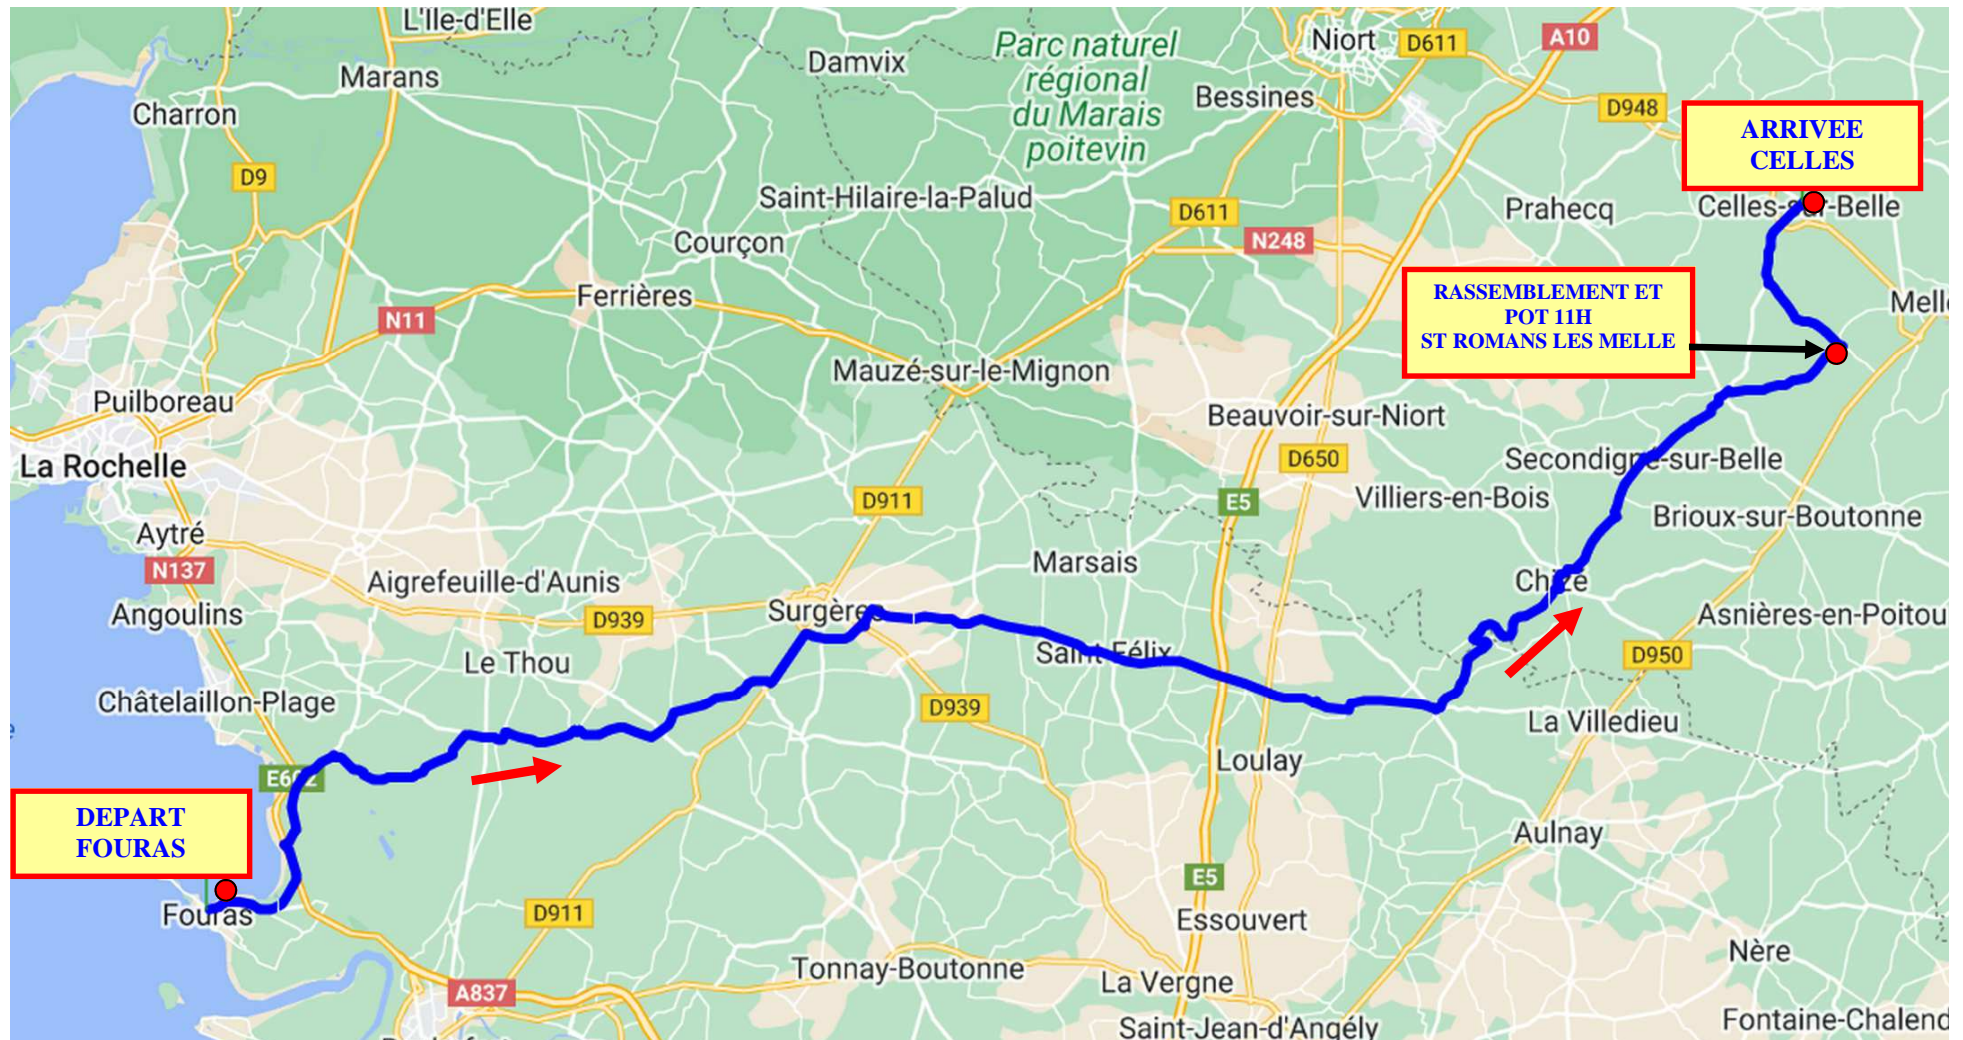 L'Ile-d'Elle
Niort
D611
A10
Parc naturel
régional
du Marais
poitevin
Damvix
Marans
Bessines
Charron
D948
ARRIVEE
CELLES
D9
Saint-Hilaire-la-Palud
D611
Prahecq
Celles-sur-Belle
Courçon
N248
RASSEMBLEMENT ET
POT 11H
ST ROMANS LES MELLE
Ferrières
N11
Mauzé-sur-le-Mignon
Puilboreau
Beauvoir-sur-Niort
La Rochelle
D650
Secondigné-sur-Belle
D911
E5
Villiers-en-Bois
Brioux-sur-Boutonne
Aytré
N137
Marsais
Aigrefeuille-d'Aunis
Chizé
Angoulins
D939
Surgères
Asnières-en-Poitou
Le Thou
Saint-Félix
D950
Châtelaillon-Plage
D939
La Villedieu
Loulay
E602
DEPART
FOURAS
Aulnay
E5
Fouras
D911
Essouvert
Nère
Tonnay-Boutonne
La Vergne
A837
Saint-Jean-d'Angély
Fontaine-Chalend